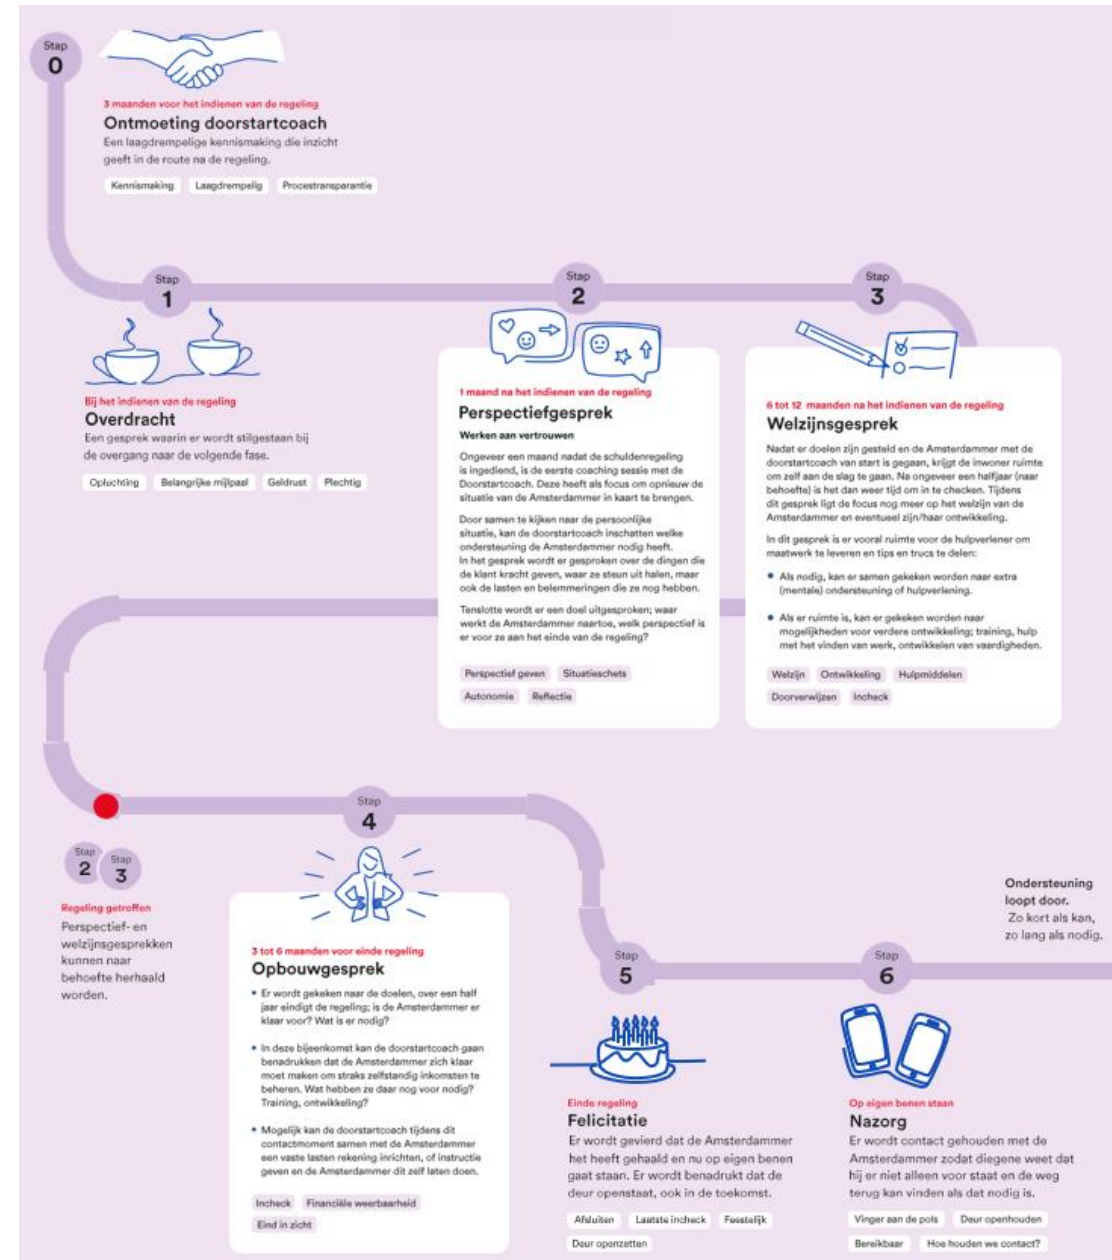 Stap
0
3 maanden voor het indienen van de regeling
Ontmoeting doorstartcoach
Een laagdrempelige kennismaking die inzicht
geeft in de route na de regeling.
Kennismaking Laagdrempelig Procestransparantie
Stap
1
Bij het indienen van de regeling
Overdracht
Een gesprek waarin er wordt stilgestaan bij
de overgang naar de volgende fase.
Opluchting Belangrijke mijlpaal Geldrust Plechtig
Stap
2
1 maand na het indienen van de regeling
Perspectiefgesprek
Werken aan vertrouwen
Ongeveer een maand nadat de schuldenregeling
is ingediend, is de eerste coaching sessie met de
Doorstartcoach. Deze heeft als focus om opnieuw de
situatie van de Amsterdammer in kaart te brengen.
Door samen te kijken naar de persoonlijke
situatie, kan de doorstartcoach inschatten welke
ondersteuning de Amsterdammer nodig heeft.
In het gesprek wordt er gesproken over de dingen die
de klant kracht geven, waar ze steun uit halen, maar
ook de lasten en belemmeringen die ze nog hebben.
Tenslotte wordt er een doel uitgesproken; waar
werkt de Amsterdammer naartoe, welk perspectief is
er voor ze aan het einde van de regeling?
Perspectief geven Situatieschets
Autonomie Reflectie
Stap
3
6 tot 12 maanden na het indienen van de regeling
Welzijnsgesprek
Nadat er doelen zijn gesteld en de Amsterdammer met de
doorstartcoach van start is gegaan, krijgt de inwoner ruimte
om zelf aan de slag te gaan. Na ongeveer een halfjaar (naar
behoefte) is het dan weer tijd om in te checken. Tijdens
dit gesprek ligt de focus nog meer op het welzijn van de
Amsterdammer en eventueel zijn/haar ontwikkeling.
In dit gesprek is er vooral ruimte voor de hulpverlener om
maatwerk te leveren en tips en trucs te delen:
• Als nodig, kan er samen gekeken worden naar extra
(mentale) ondersteuning of hulpverlening.
• Als er ruimte is, kan er gekeken worden naar
mogelijkheden voor verdere ontwikkeling; training, hulp
met het vinden van werk, ontwikkelen van vaardigheden.
Welzijn Ontwikkeling Hulpmiddelen
Doorverwijzen Incheck
Stap
2
Stap
3
Regeling getroffen
Perspectief- en
welzijnsgesprekken
kunnen naar
behoefte herhaald
worden.
Stap
4
3 tot 6 maanden voor einde regeling
Opbouwgesprek
• Er wordt gekeken naar de doelen, over een half
jaar eindigt de regeling; is de Amsterdammer er
klaar voor? Wat is er nodig?
• In deze bijeenkomst kan de doorstartcoach gaan
benadrukken dat de Amsterdammer zich klaar
moet maken om straks zelfstandig inkomsten te
beheren. Wat hebben ze daar nog voor nodig?
Training, ontwikkeling?
• Mogelijk kan de doorstartcoach tijdens dit
contactmoment samen met de Amsterdammer
een vaste lasten rekening inrichten, of instructie
geven en de Amsterdammer dit zelf laten doen.
Incheck Financiële weerbaarheid
Eind in zicht
Stap
5
Einde regeling
Felicitatie
Er wordt gevierd dat de Amsterdammer
het heeft gehaald en nu op eigen benen
gaat staan. Er wordt benadrukt dat de
deur openstaat, ook in de toekomst.
Afsluiten Laatste incheck Feestelijk
Deur openzetten
Ondersteuning
loopt door.
Zo kort als kan,
zo lang als nodig.
Stap
6
Op eigen benen staan
Nazorg
Er wordt contact gehouden met de
Amsterdammer zodat diegene weet dat
hij er niet alleen voor staat en de weg
terug kan vinden als dat nodig is.
Vinger aan de pols Deur openhouden
Bereikbaar Hoe houden we contact?